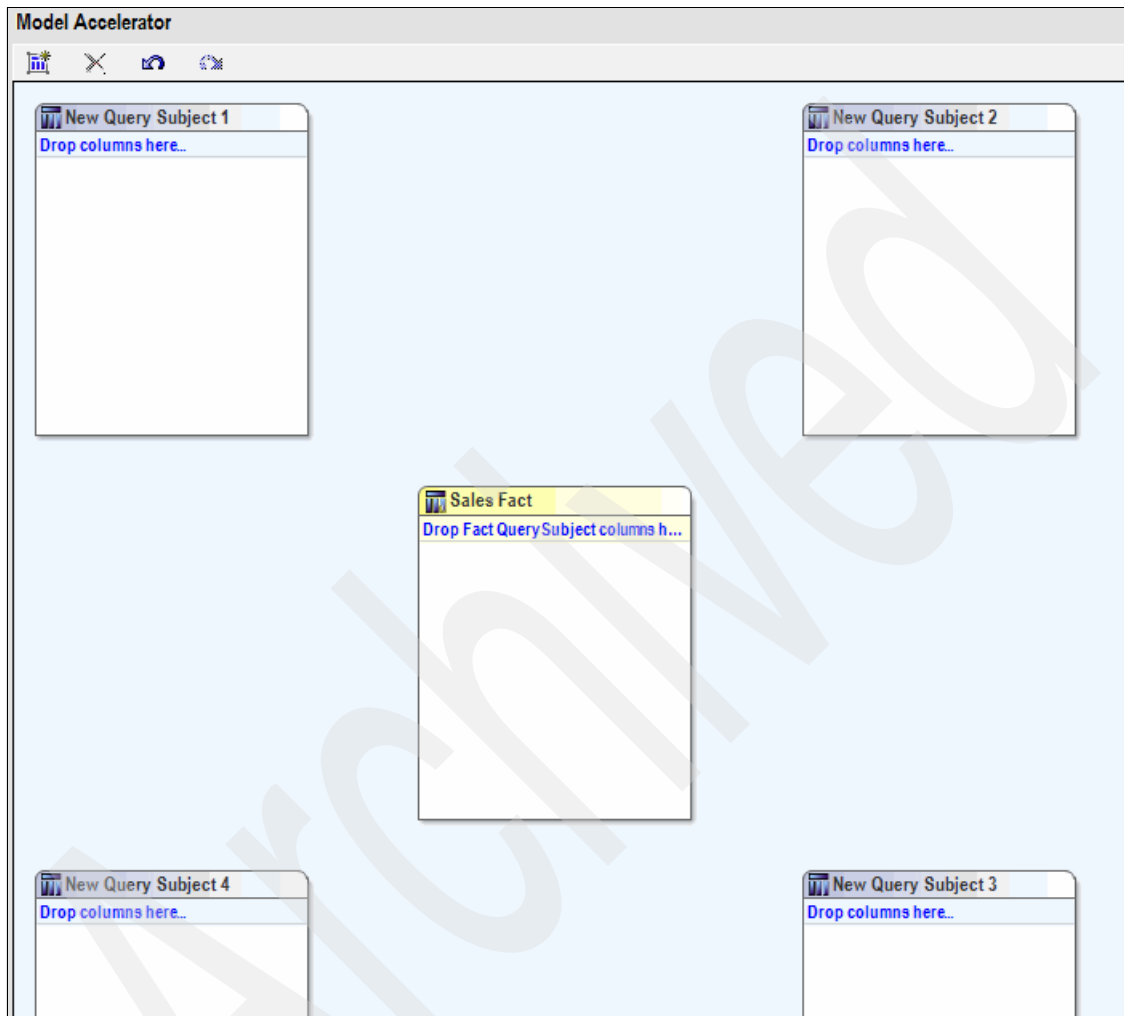 Model Accelerator
New Query Subject 1
Drop columns here...
New Query Subject 2
Drop columns here...
Sales Fact
Drop Fact Query Subject columns h...
New Query Subject 4
Drop columns here...
New Query Subject 3
Drop columns here...
Archived